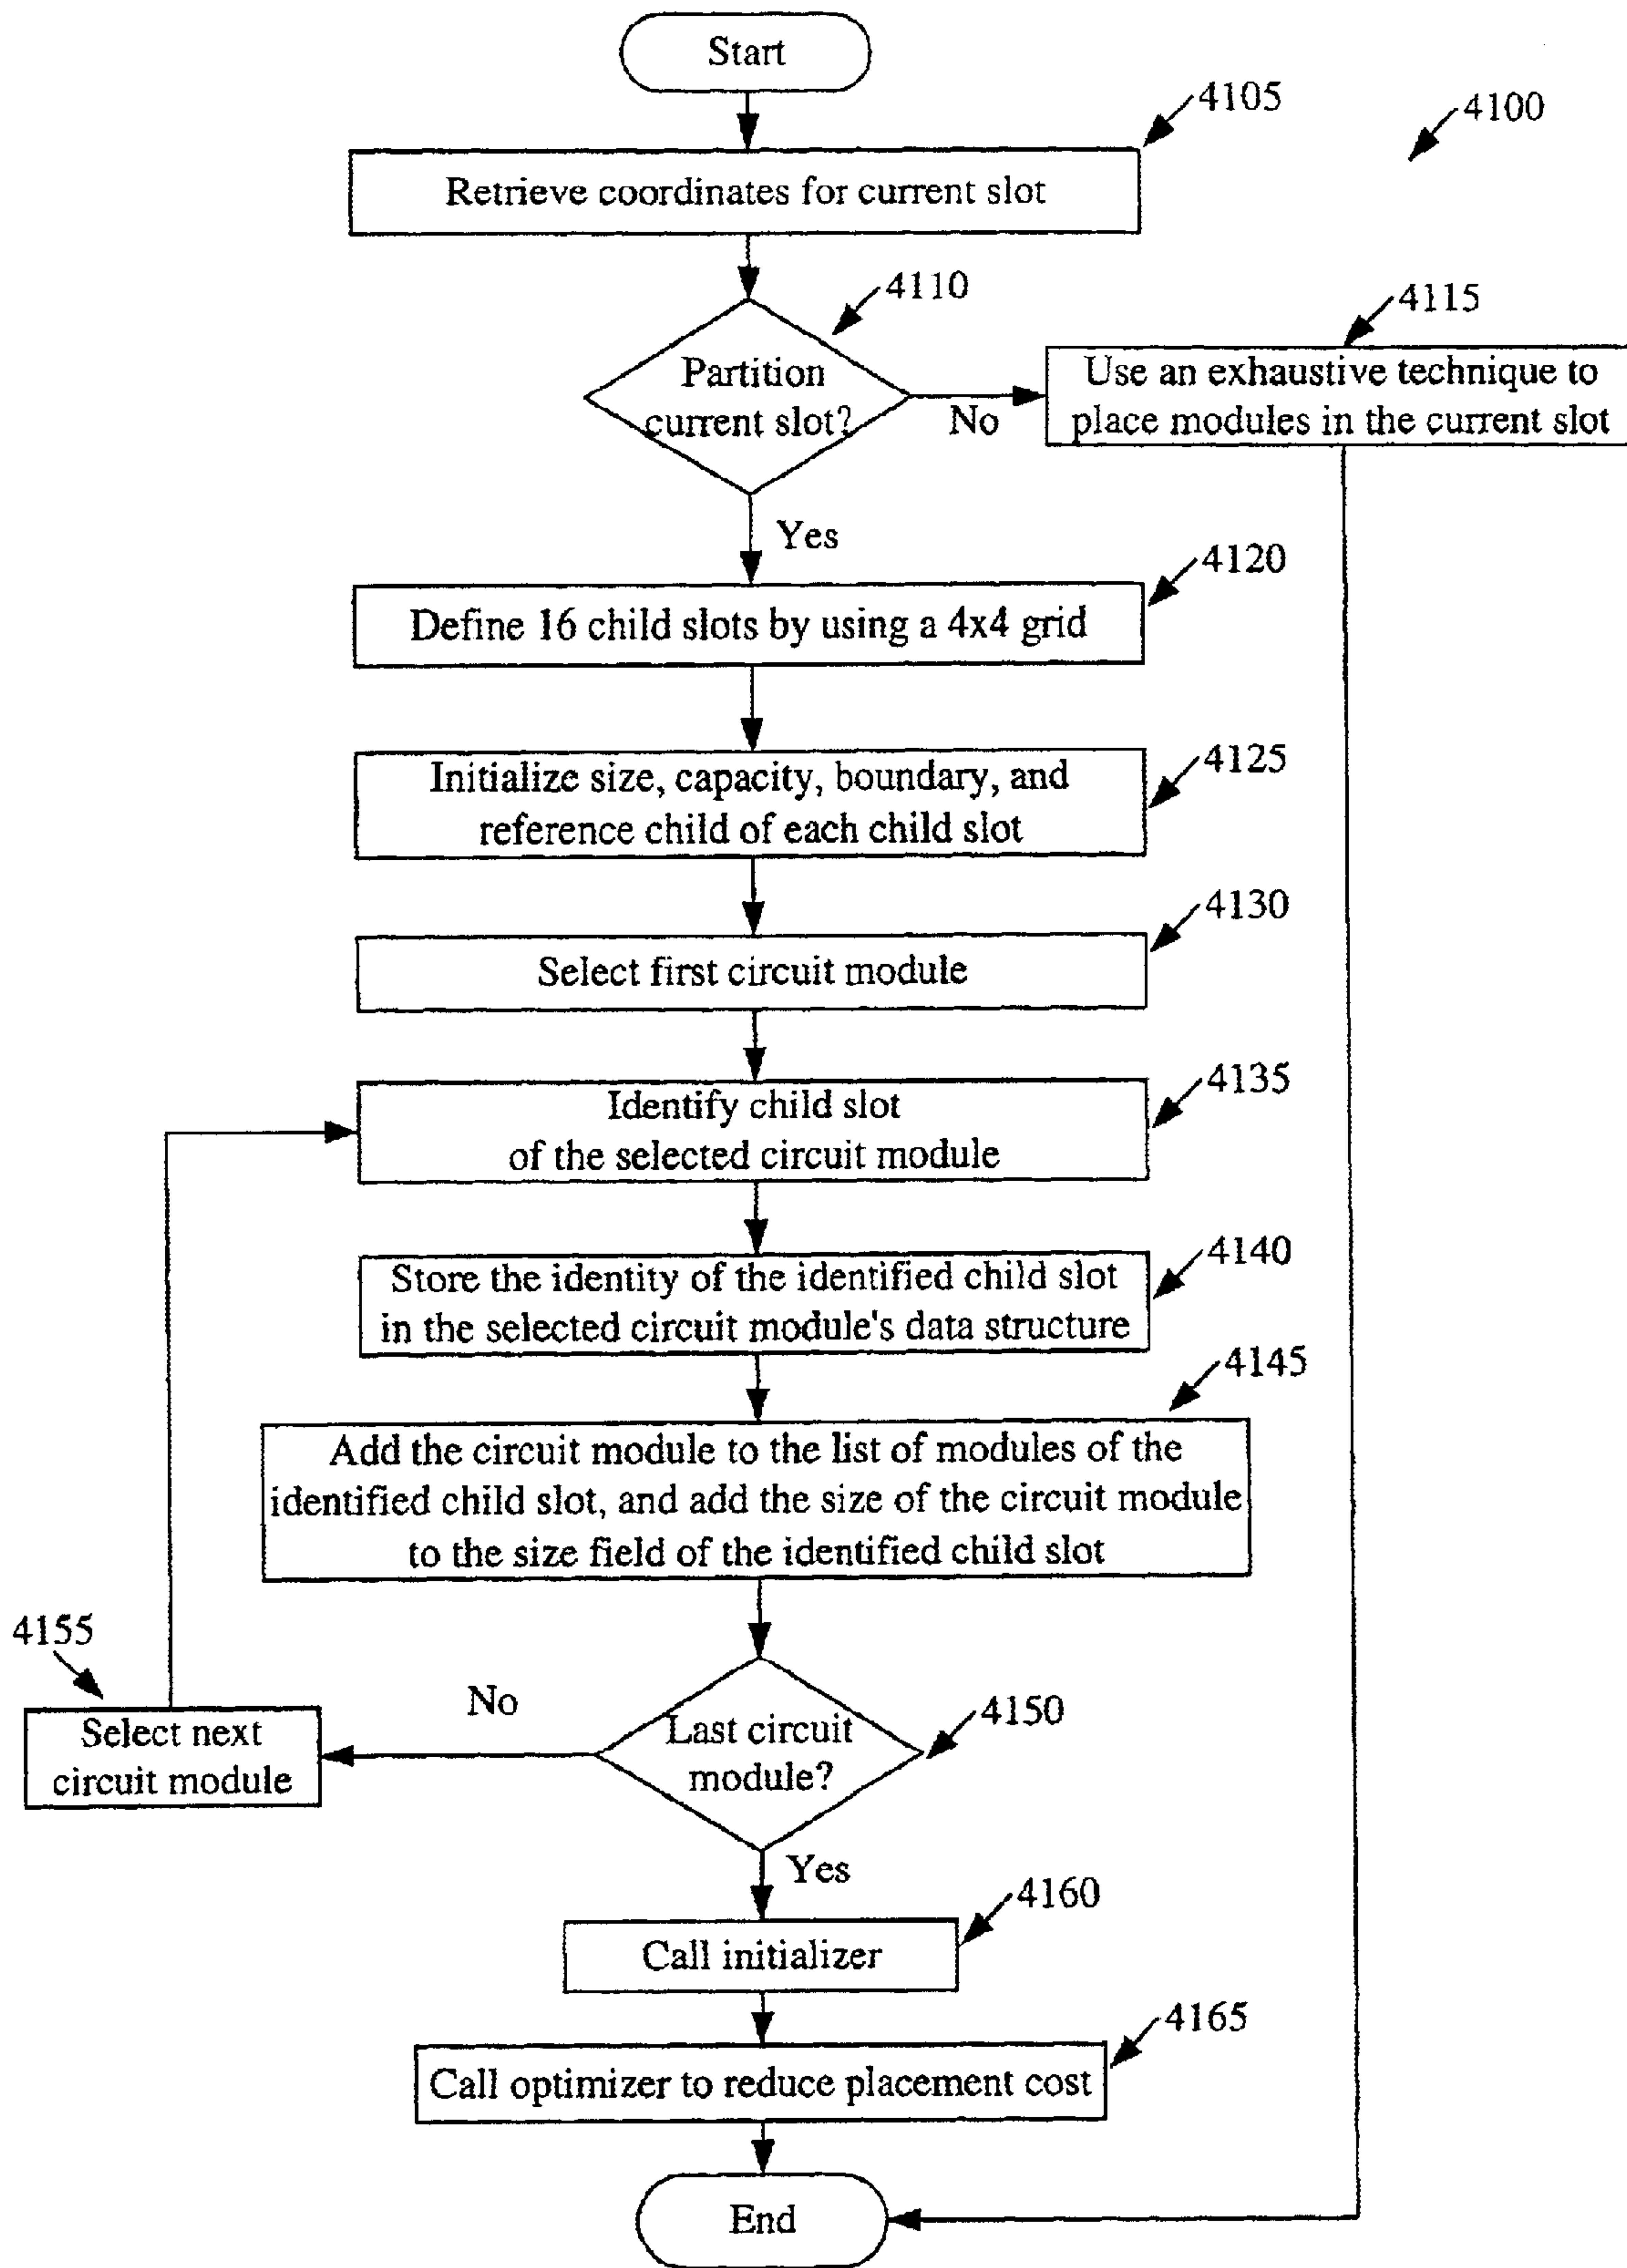 Start
4105
4100
Retrieve coordinates for current slot
4110
4115
Partition
current slot?
No
Use an exhaustive technique to
place modules in the current slot
Yes
4120
Define 16 child slots by using a 4x4 grid
4125
Initialize size, capacity, boundary, and
reference child of each child slot
4130
Select first circuit module
4135
Identify child slot
of the selected circuit module
4140
Store the identity of the identified child slot
in the selected circuit module's data structure
4145
Add the circuit module to the list of modules of the
identified child slot, and add the size of the circuit module
to the size field of the identified child slot
4155
No
4150
Select next
circuit module
Last circuit
module?
Yes
4160
Call initializer
4165
Call optimizer to reduce placement cost
End